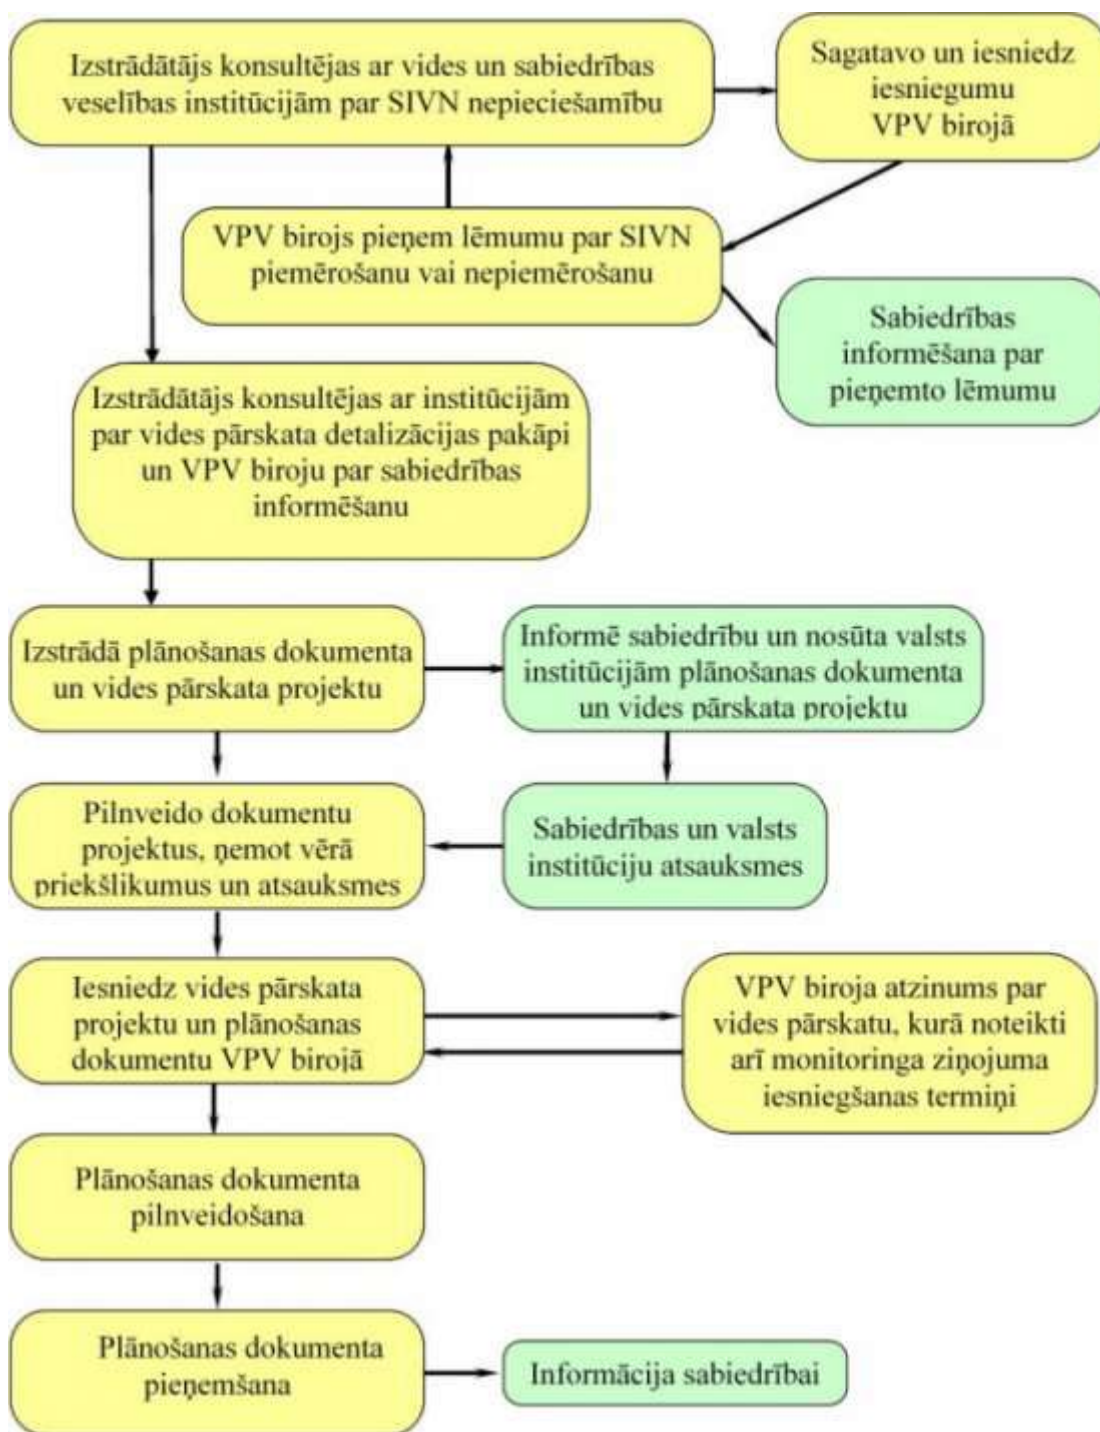 Izstrādātājs konsultējas ar vides un sabiedrības
veselības institūcijām par SIVN nepieciešamību
Sagatavo un iesniedz
iesniegumu
VPV birojā
VPV birojs pieņem lēmumu par SIVN
piemērošanu vai nepiemērošanu
Sabiedrības
informēšana par
pieņemto lēmumu
Izstrādātājs konsultējas ar institūcijām
par vides pārskata detalizācijas pakāpi
un VPV biroju par sabiedrības
informēšanu
Izstrādā plānošanas dokumenta
un vides pārskata projektu
Informē sabiedrību un nosūta valsts
institūcijām plānošanas dokumenta
un vides pārskata projektu
Pilnveido dokumentu
projektus, ņemot vērā
priekšlikumus un atsauksmes
Sabiedrības un valsts
institūciju atsauksmes
Iesniedz vides pārskata
projektu un plānošanas
dokumentu VPV birojā
VPV biroja atzinums par
vides pārskatu, kurā noteikti
arī monitoringa ziņojuma
iesniegšanas termiņi
Plānošanas dokumenta
pilnveidošana
Plānošanas dokumenta
pieņemšana
Informācija sabiedrībai